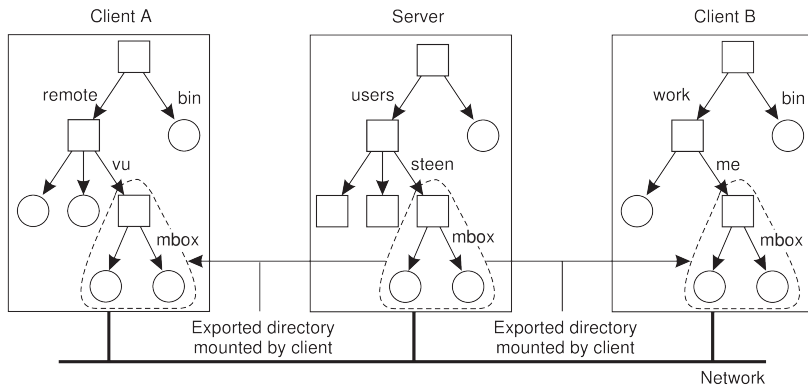 Client A
Server
Client B
remote
bin
users
work
bin
vu
steen
me
mbox
mbox
mbox
Exported directory
mounted by client
Exported directory
mounted by client
Network